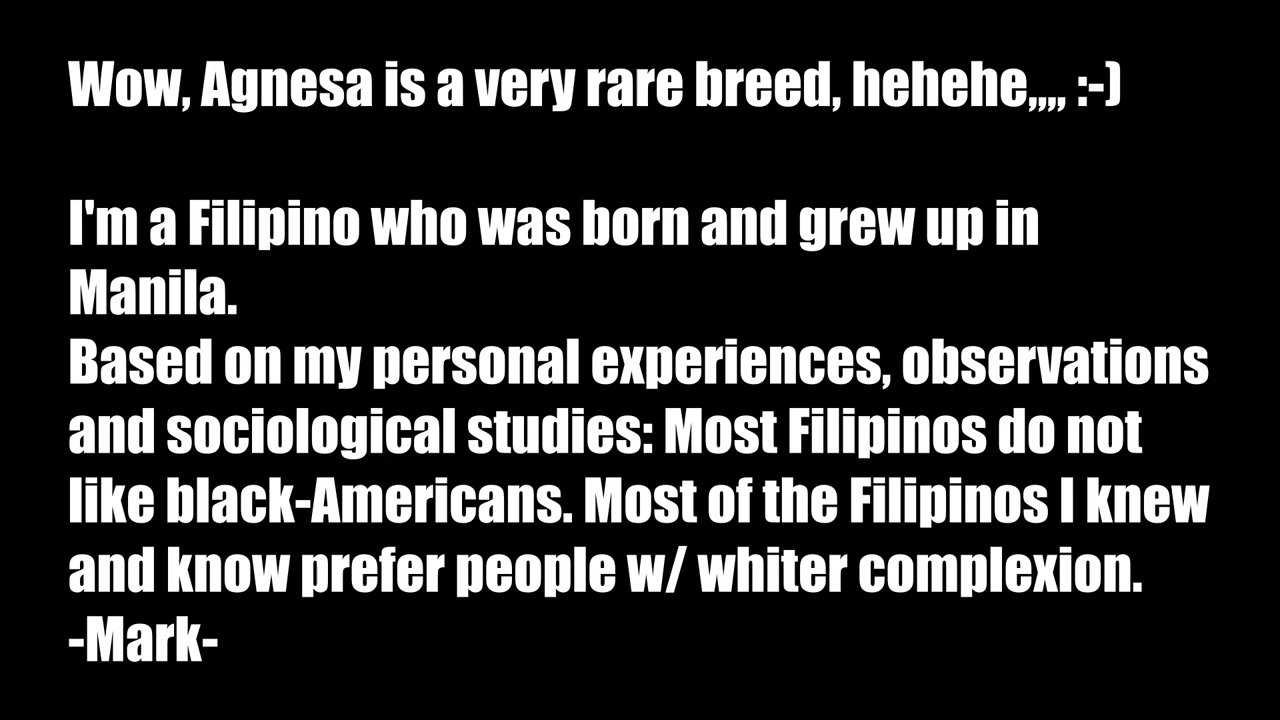 Wow, Agnesa is a very rare breed, hehehe,,,, :-)
I'm a Filipino who was born and grew up in
Manila.
Based on my personal experiences, observations
and sociological studies: Most Filipinos do not
like black-Americans. Most of the Filipinos I knew
and know prefer people w/ whiter complexion.
-Mark-